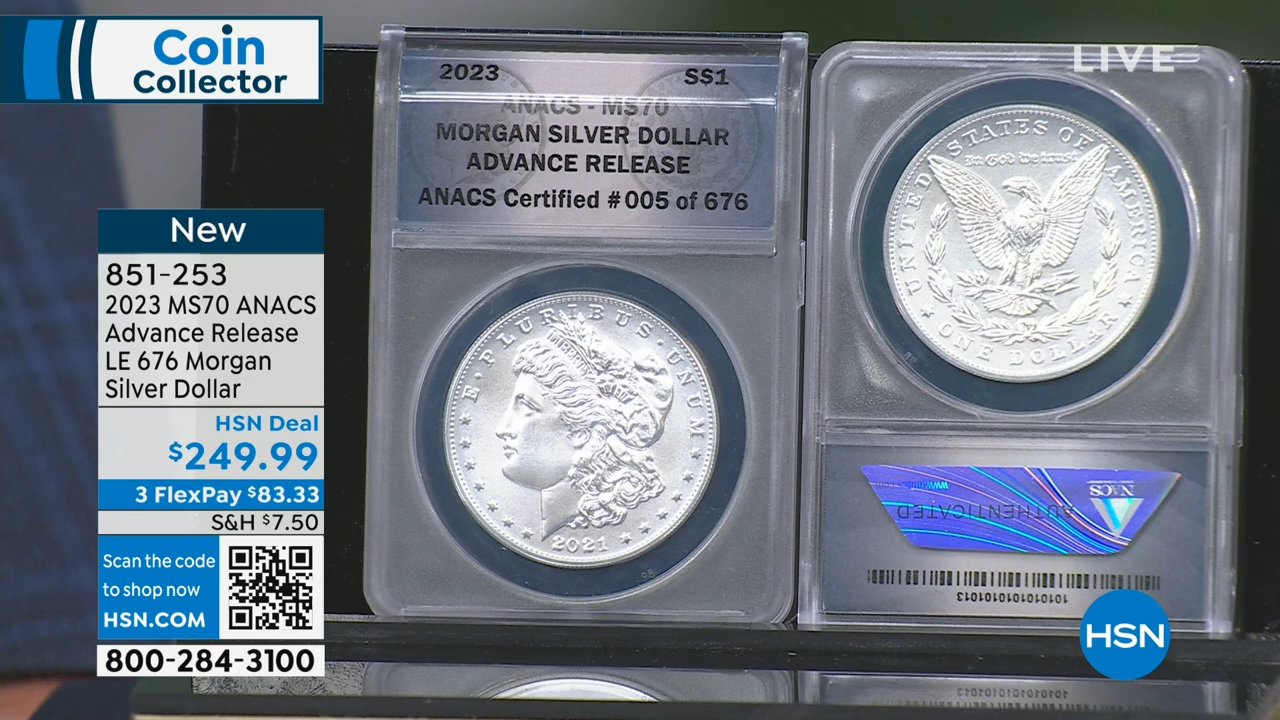 Coin
Collector
LIVE
New
851-253
2023 MS70 ANACS
Advance Release
LE 676 Morgan
Silver Dollar
HSN Deal
$249.99
3 FlexPay $83.33
S&H $7.50
Scan the code
to shop now
HSN.COM
800-284-3100
2023 S$1
ANACS - MS70
MORGAN SILVER DOLLAR
ADVANCE RELEASE
ANACS Certified #005 of 676
E·PLURIBUS·UNUM
2021
UNITED STATES OF AMERICA
In God we trust
ONE DOLLAR
AUTHENTICATED
HSN